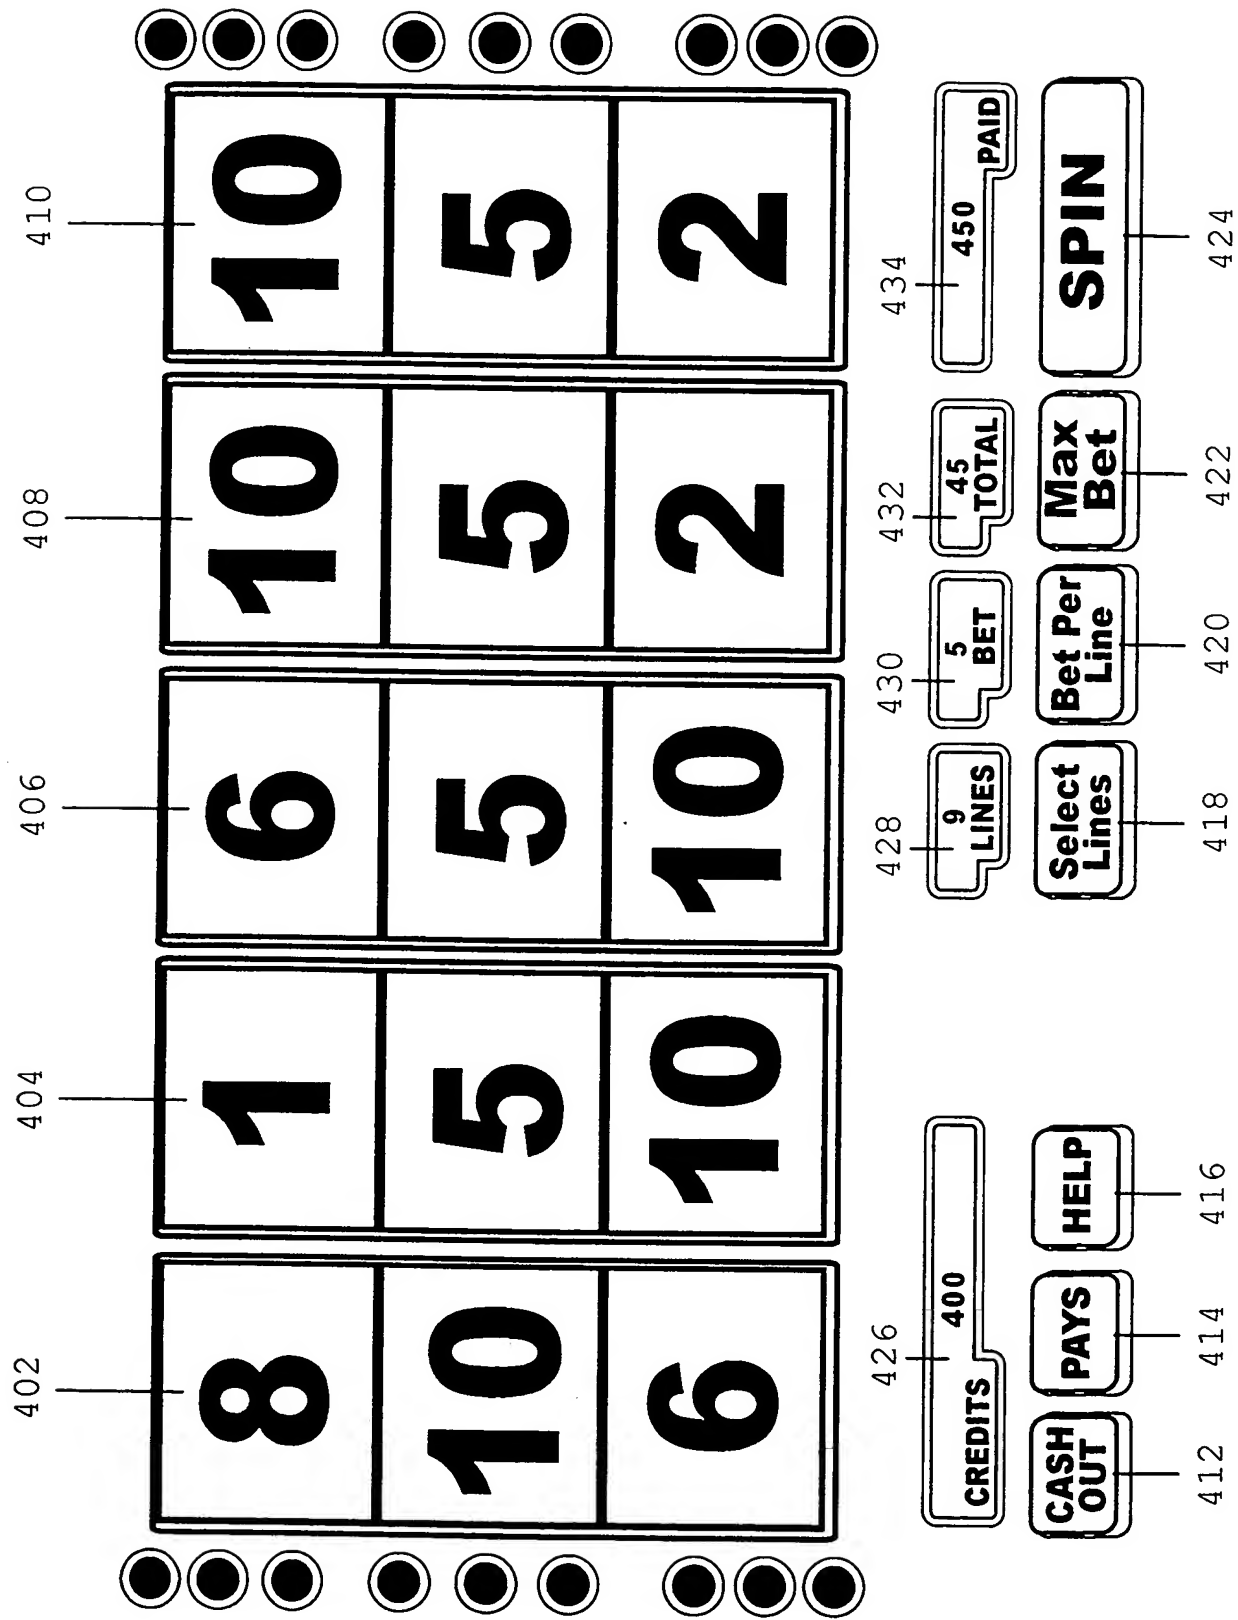 402 404 406 408 410
8 1 6 10 10
10 5 5 5 5
6 10 10 2 2
426 428 430 432 434
400 9 5 45 450
CREDITS LINES BET TOTAL PAID
CASH OUT
PAYS
HELP
Select Lines
Bet Per Line
Max Bet
SPIN
412 414 416 418 420 422 424